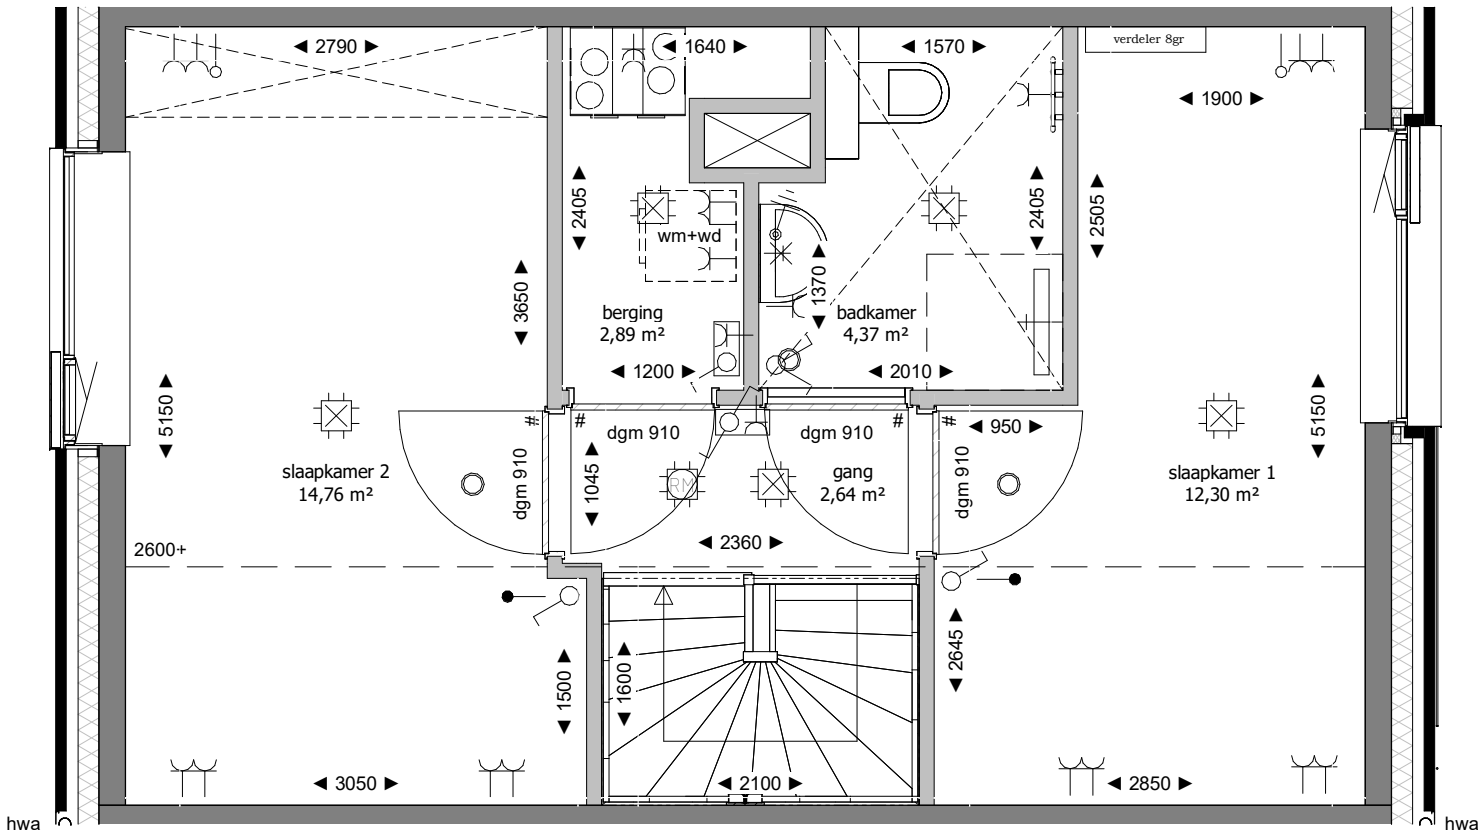 2790
1640
1570
verdeler 8gr
1900
2405
2405
2505
wm+wd
3650
1370
berging
2,89 m²
badkamer
4,37 m²
1200
2010
5150
5150
#
#
#
#
dgm 910
dgm 910
950
slaapkamer 2
14,76 m²
dgm 910
1045
RM
gang
2,64 m²
dgm 910
slaapkamer 1
12,30 m²
2600+
2360
2645
1500
1600
3050
2100
2850
hwa
hwa